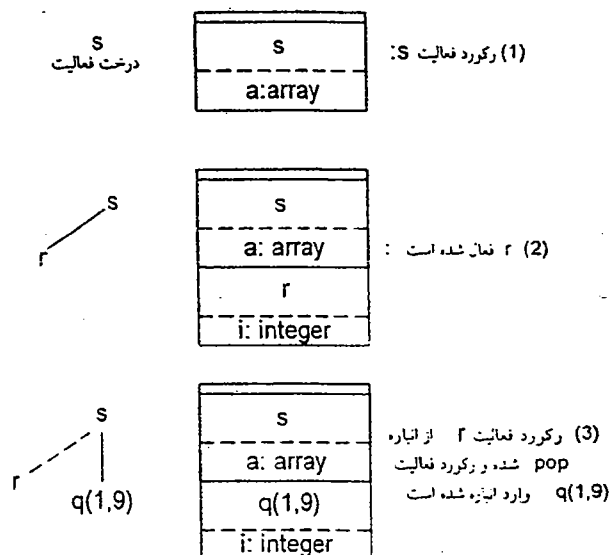 (1) رکورد فعالیت s:
s
a:array
s
درخت فعالیت
(2) r فعال شده است :
s
a: array
r
i: integer
s
r
(3) رکورد فعالیت r از انباره
pop شده و رکورد فعالیت
q(1,9) وارد انباره شده است
s
a: array
q(1,9)
i: integer
s
r
q(1,9)